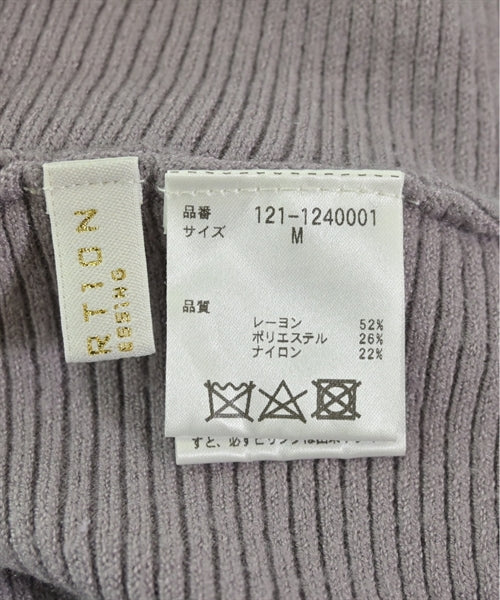 品番 121-1240001
サイズ M
品質
レーヨン 52%
ポリエステル 26%
ナイロン 22%
RTION